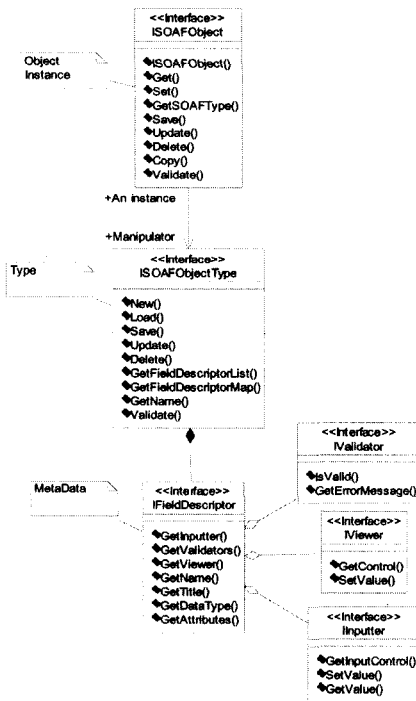 <<Interface>>
ISOAFObject
Object
Instance
ISOAFObject()
Get()
Set()
GetSOAFType()
Save()
Update()
Delete()
Copy()
Validate()
+An instance
+Manipulator
<<Interface>>
ISOAFObjectType
Type
New()
Load()
Save()
Update()
Delete()
GetFieldDescriptorList()
GetFieldDescriptorMap()
GetName()
Validate()
<<Interface>>
IValidator
IsValid()
GetErrorMessage()
MetaData
<<Interface>>
IFieldDescriptor
GetInputter()
GetValidators()
GetViewer()
GetName()
GetTitle()
GetDataType()
GetAttributes()
<<Interface>>
IViewer
GetControl()
SetValue()
<<Interface>>
IInputter
GetInputControl()
SetValue()
GetValue()